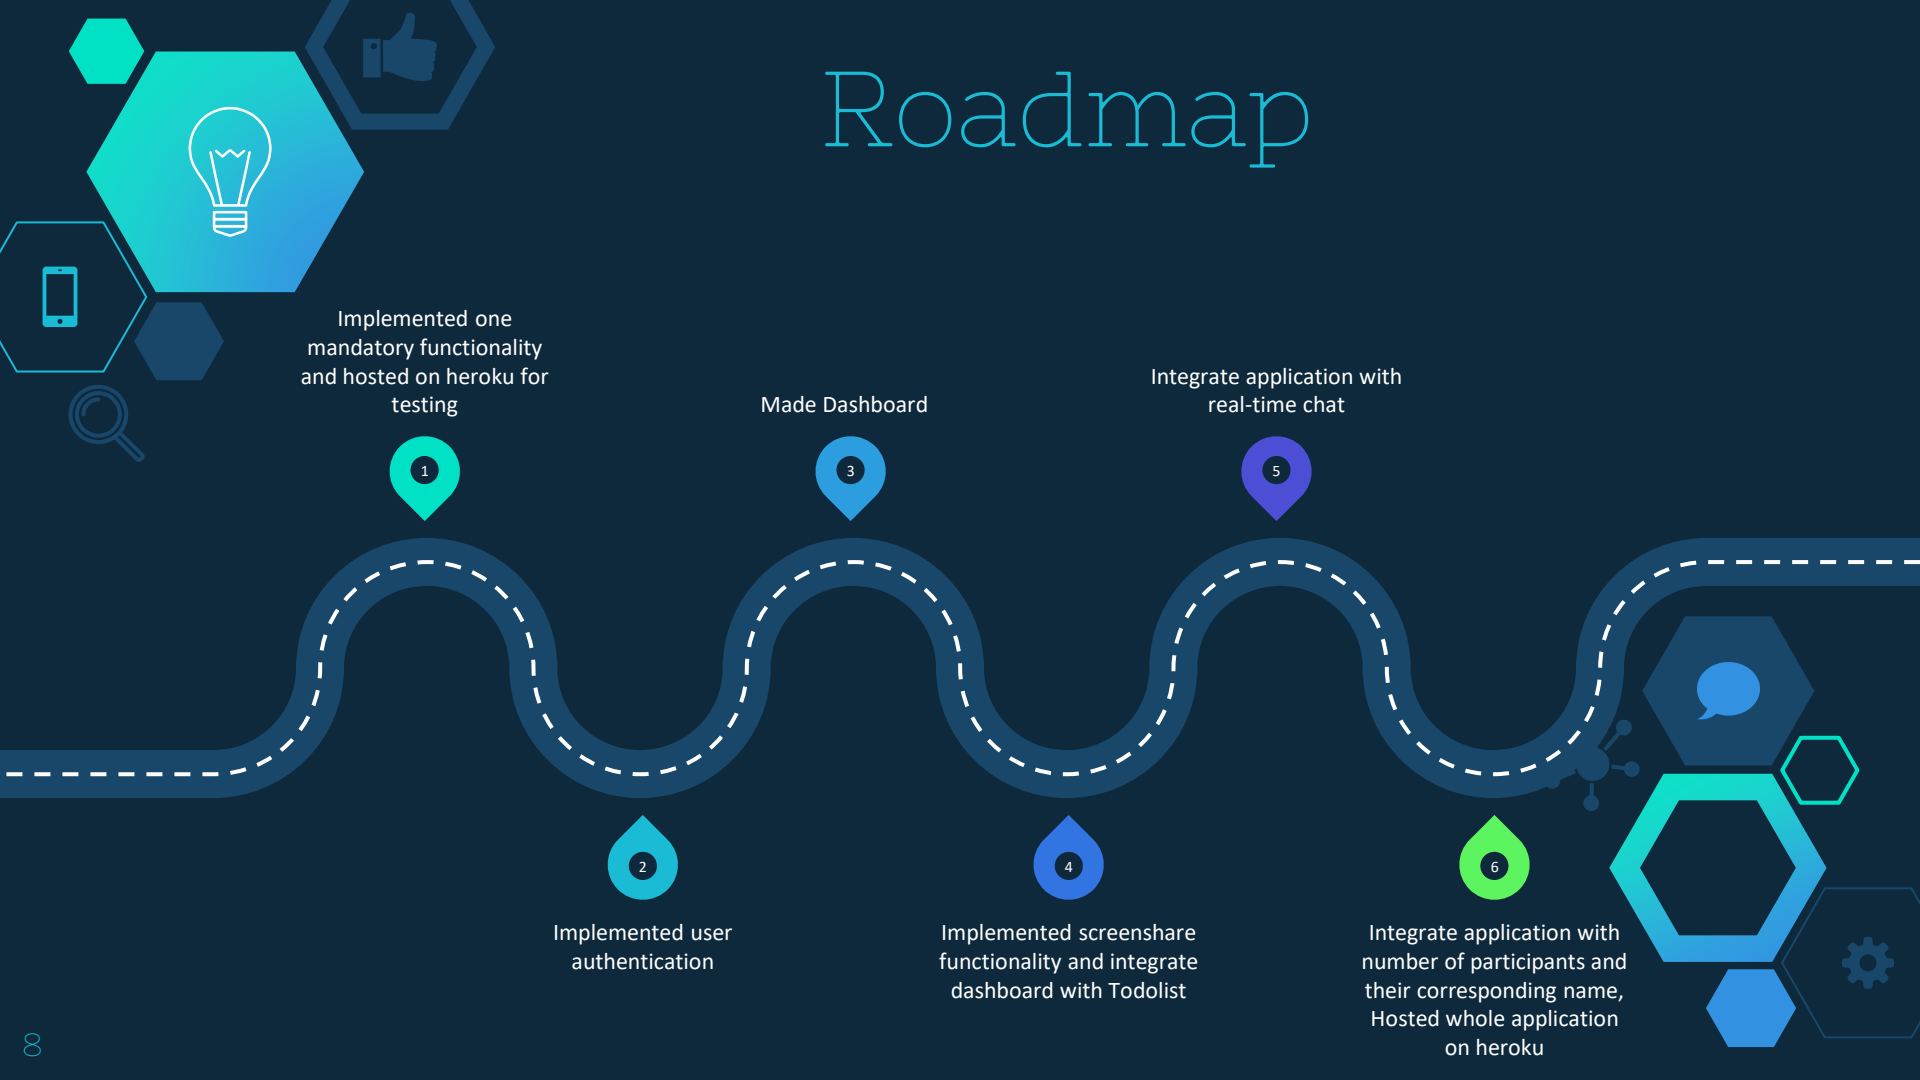 Roadmap
Implemented one
mandatory functionality
and hosted on heroku for
testing
1
Implemented user
authentication
2
Made Dashboard
3
Implemented screenshare
functionality and integrate
dashboard with Todolist
4
Integrate application with
real-time chat
5
Integrate application with
number of participants and
their corresponding name,
Hosted whole application
on heroku
6
8